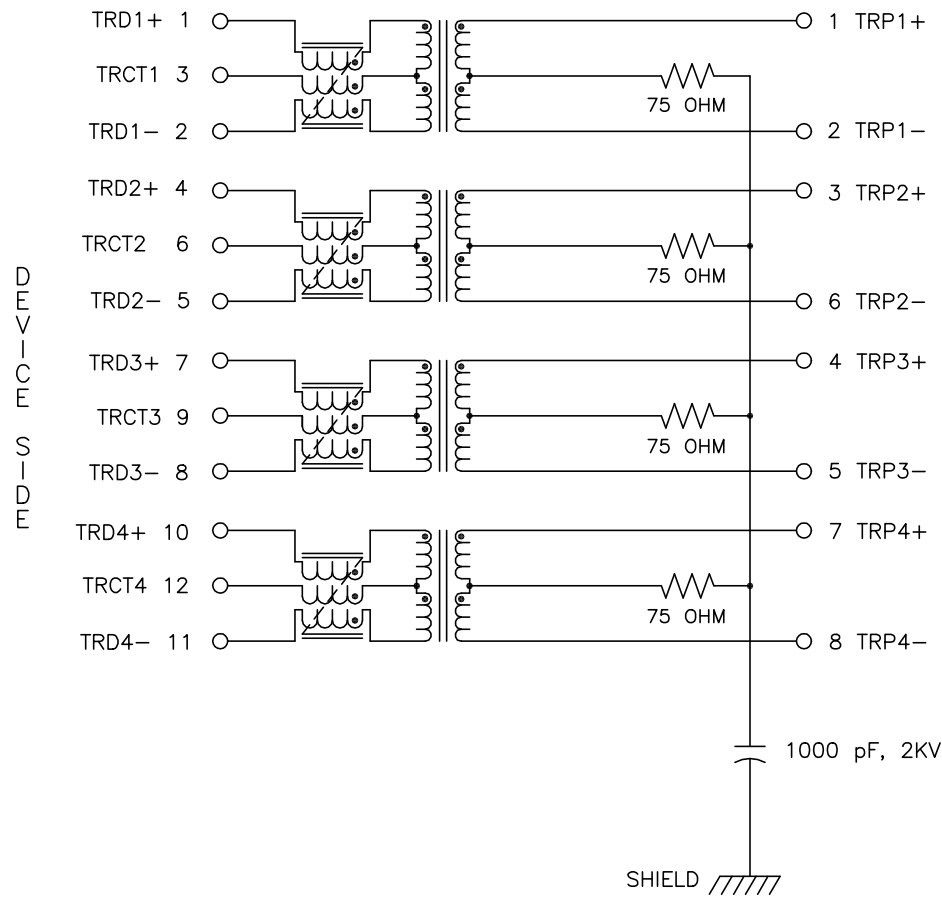 TRD1+ 1
1 TRP1+
TRCT1 3
75 OHM
TRD1- 2
2 TRP1-
TRD2+ 4
3 TRP2+
TRCT2 6
75 OHM
TRD2- 5
6 TRP2-
DEVICE SIDE
TRD3+ 7
4 TRP3+
TRCT3 9
75 OHM
TRD3- 8
5 TRP3-
TRD4+ 10
7 TRP4+
TRCT4 12
75 OHM
TRD4- 11
8 TRP4-
1000 pF, 2KV
SHIELD